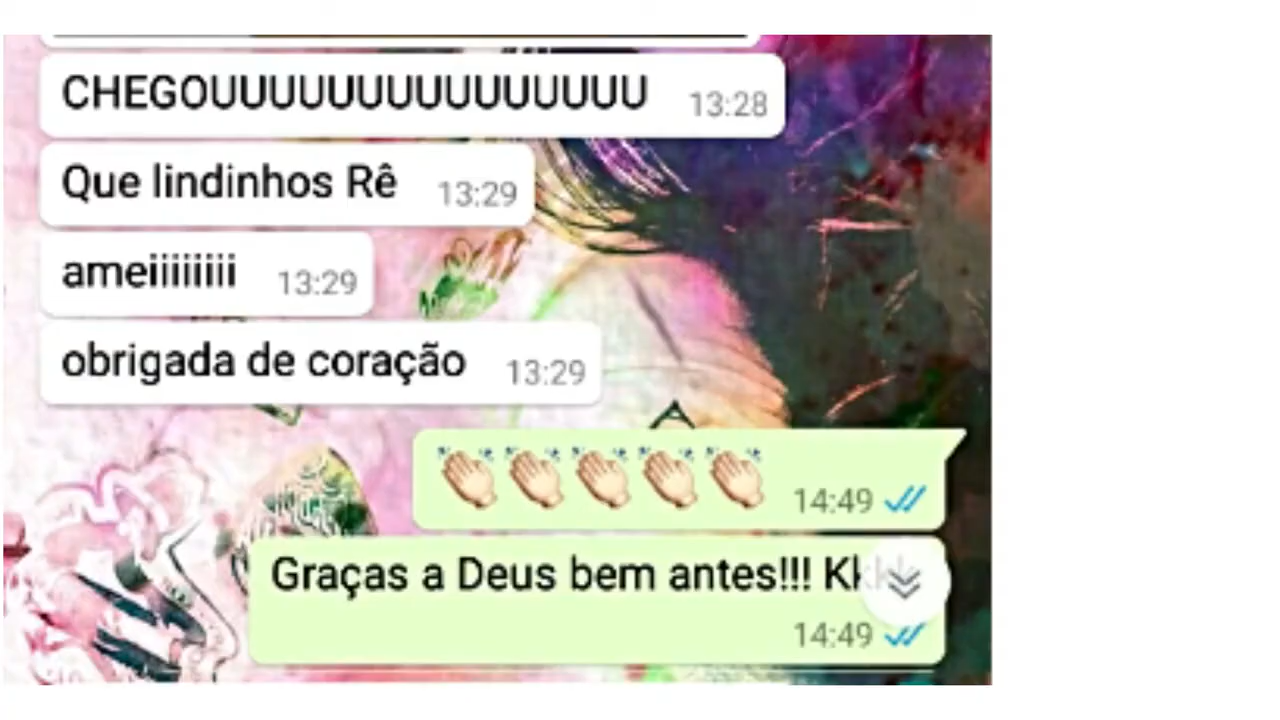 CHEGOUUUUUUUUUUUUUUU 13:28
Que lindinhos Rê 13:29
ameiiiiiiii 13:29
obrigada de coração 13:29
👏🏻👏🏻👏🏻👏🏻👏🏻 14:49
Graças a Deus bem antes!!! Kkkk
14:49